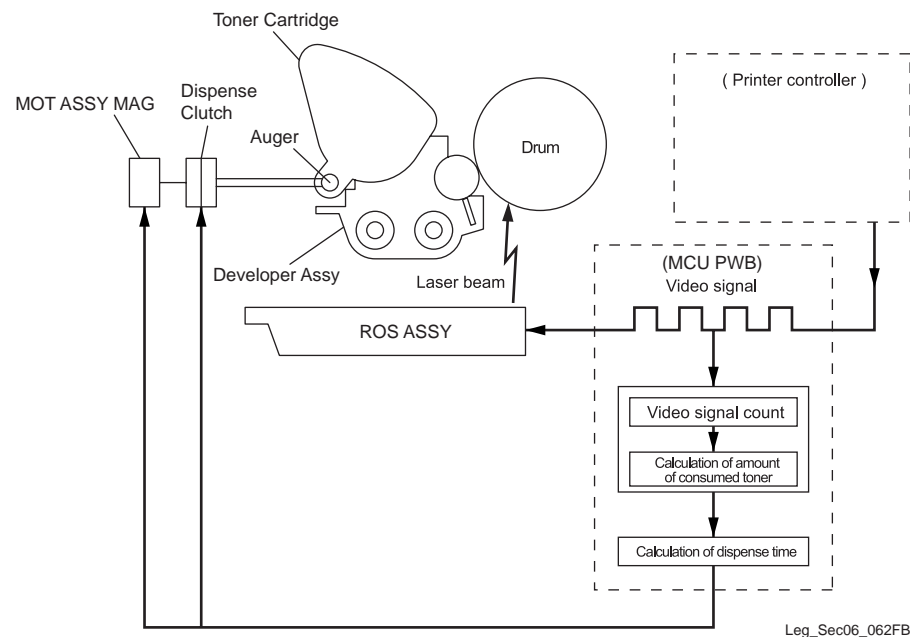 Toner Cartridge
MOT ASSY MAG
Dispense
Clutch
Auger
Drum
( Printer controller )
Developer Assy
Laser beam
(MCU PWB)
Video signal
ROS ASSY
Video signal count
Calculation of amount
of consumed toner
Calculation of dispense time
Leg_Sec06_062FB